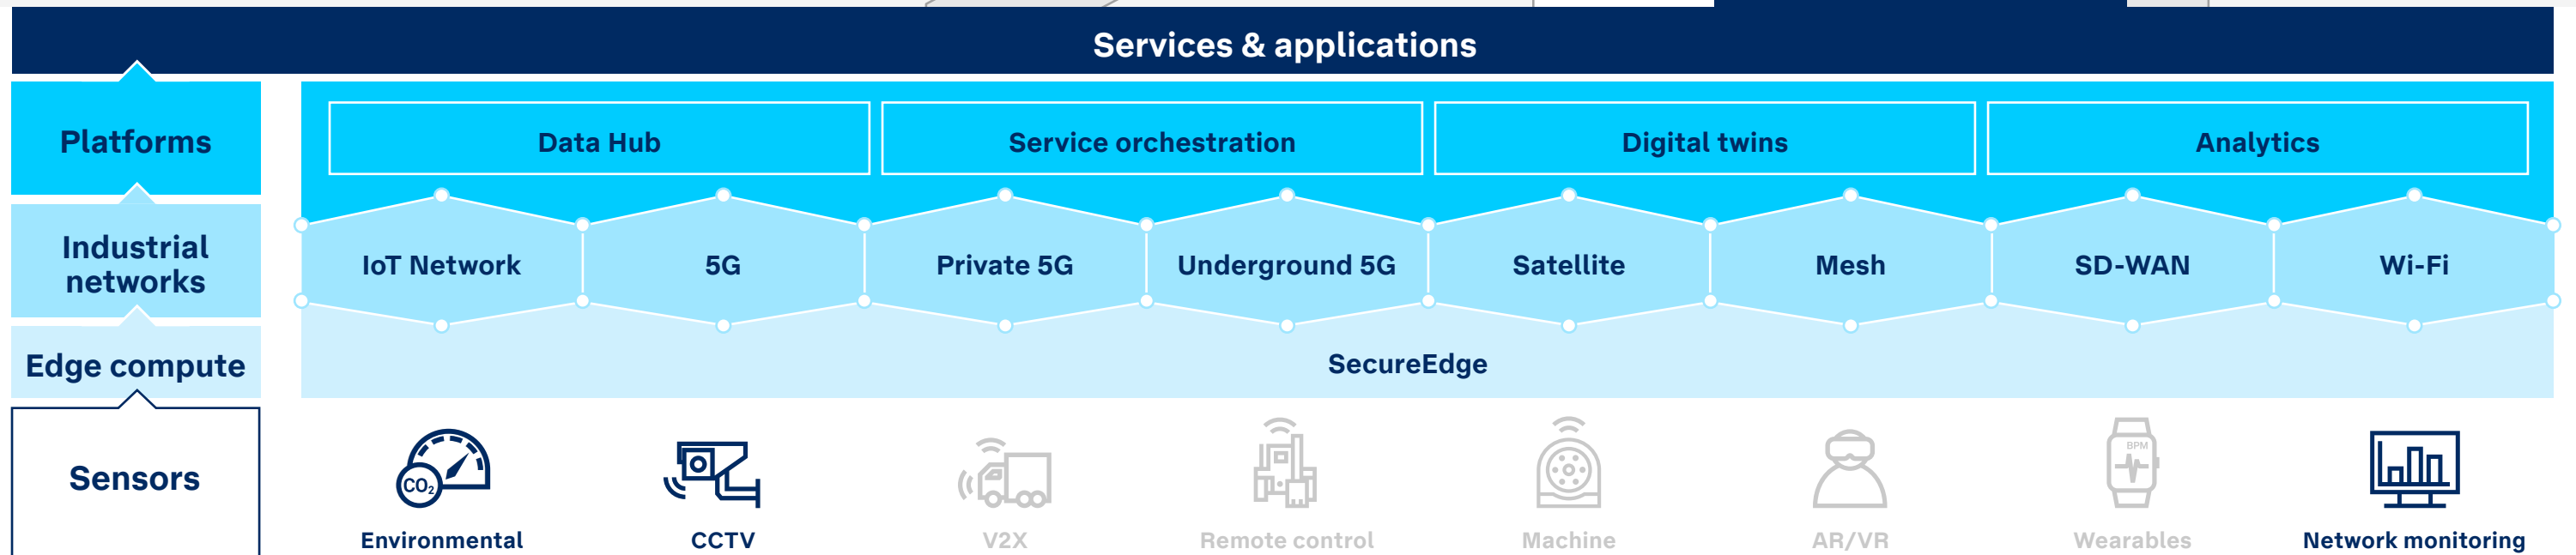 Services & applications
Platforms
Data Hub
Service orchestration
Digital twins
Analytics
Industrial
networks
IoT Network
5G
Private 5G
Underground 5G
Satellite
Mesh
SD-WAN
Wi-Fi
Edge compute
SecureEdge
Sensors
CO₂
BPM
Environmental
CCTV
V2X
Remote control
Machine
AR/VR
Wearables
Network monitoring